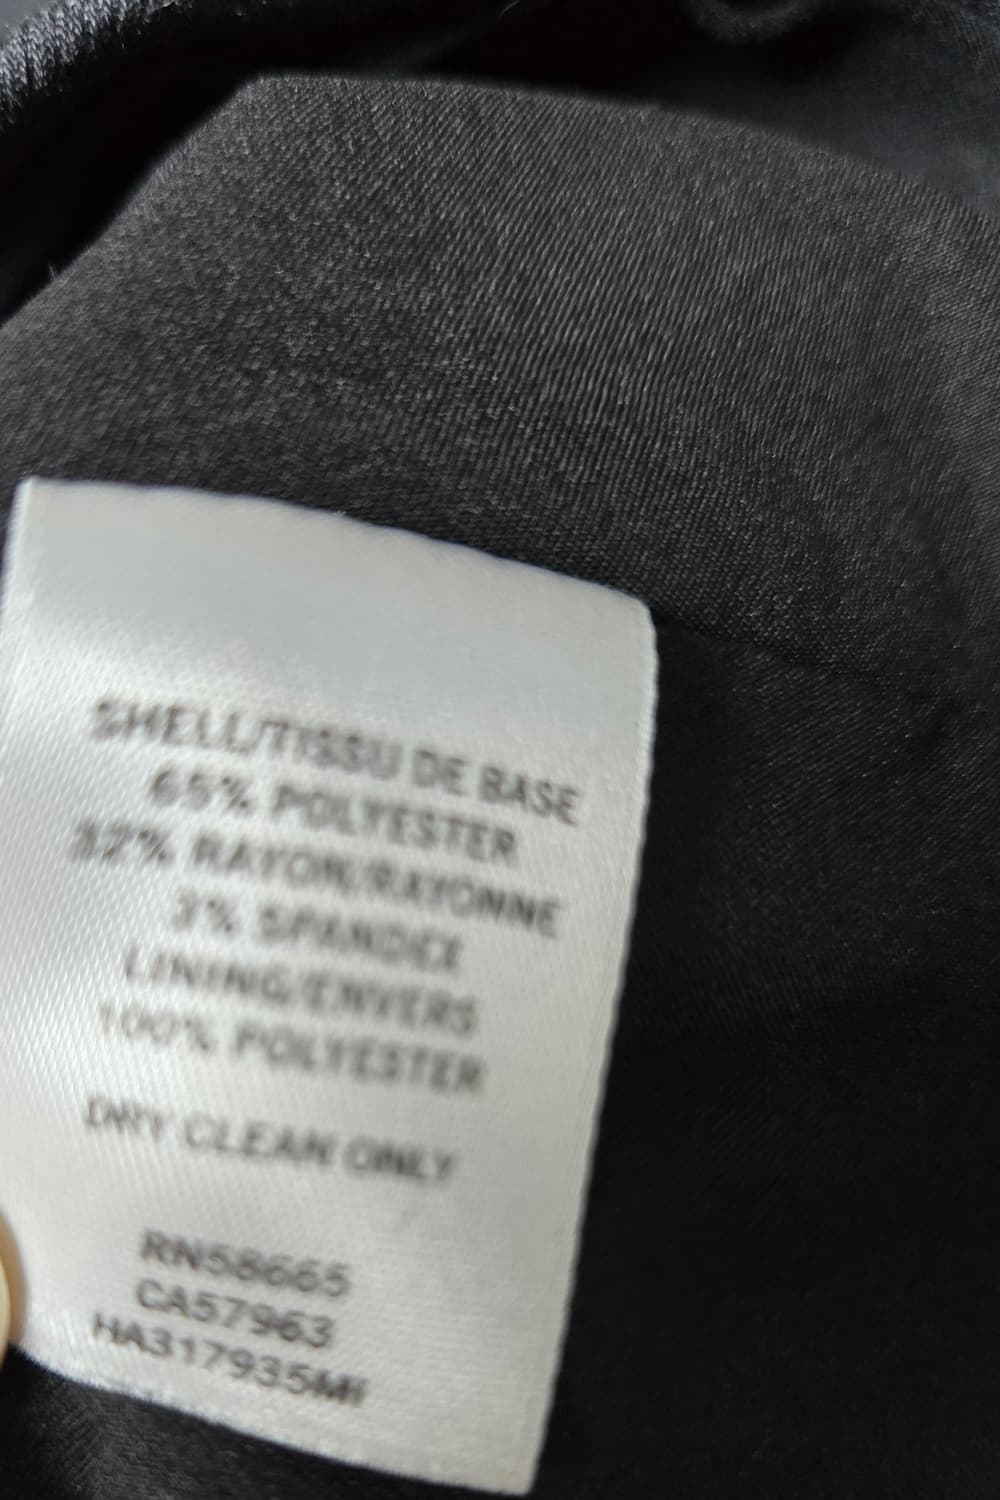 SHELL/TISSU DE BASE
65% POLYESTER
32% RAYON/RAYONNE
3% SPANDEX
LINING/ENVERS
100% POLYESTER
DRY CLEAN ONLY
RN58665
CA57963
HA317935MI